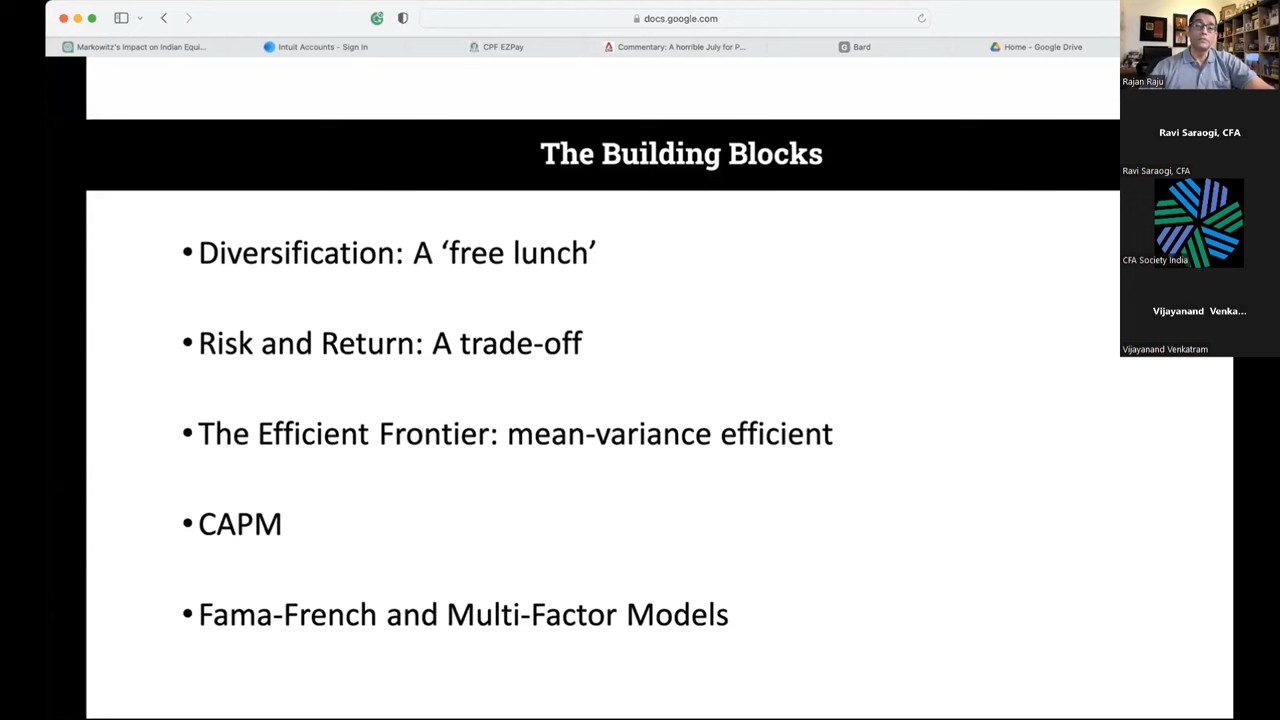 docs.google.com
Markowitz's Impact on Indian Equi...
Intuit Accounts - Sign In
CPF EZPay
Commentary: A horrible July for P...
G
Bard
Home - Google Drive
Rajan Raju
Ravi Saraogi, CFA
Ravi Saraogi, CFA
CFA Society India
Vijayanand Venka...
Vijayanand Venkatram
The Building Blocks
• Diversification: A ‘free lunch’
• Risk and Return: A trade-off
• The Efficient Frontier: mean-variance efficient
• CAPM
• Fama-French and Multi-Factor Models